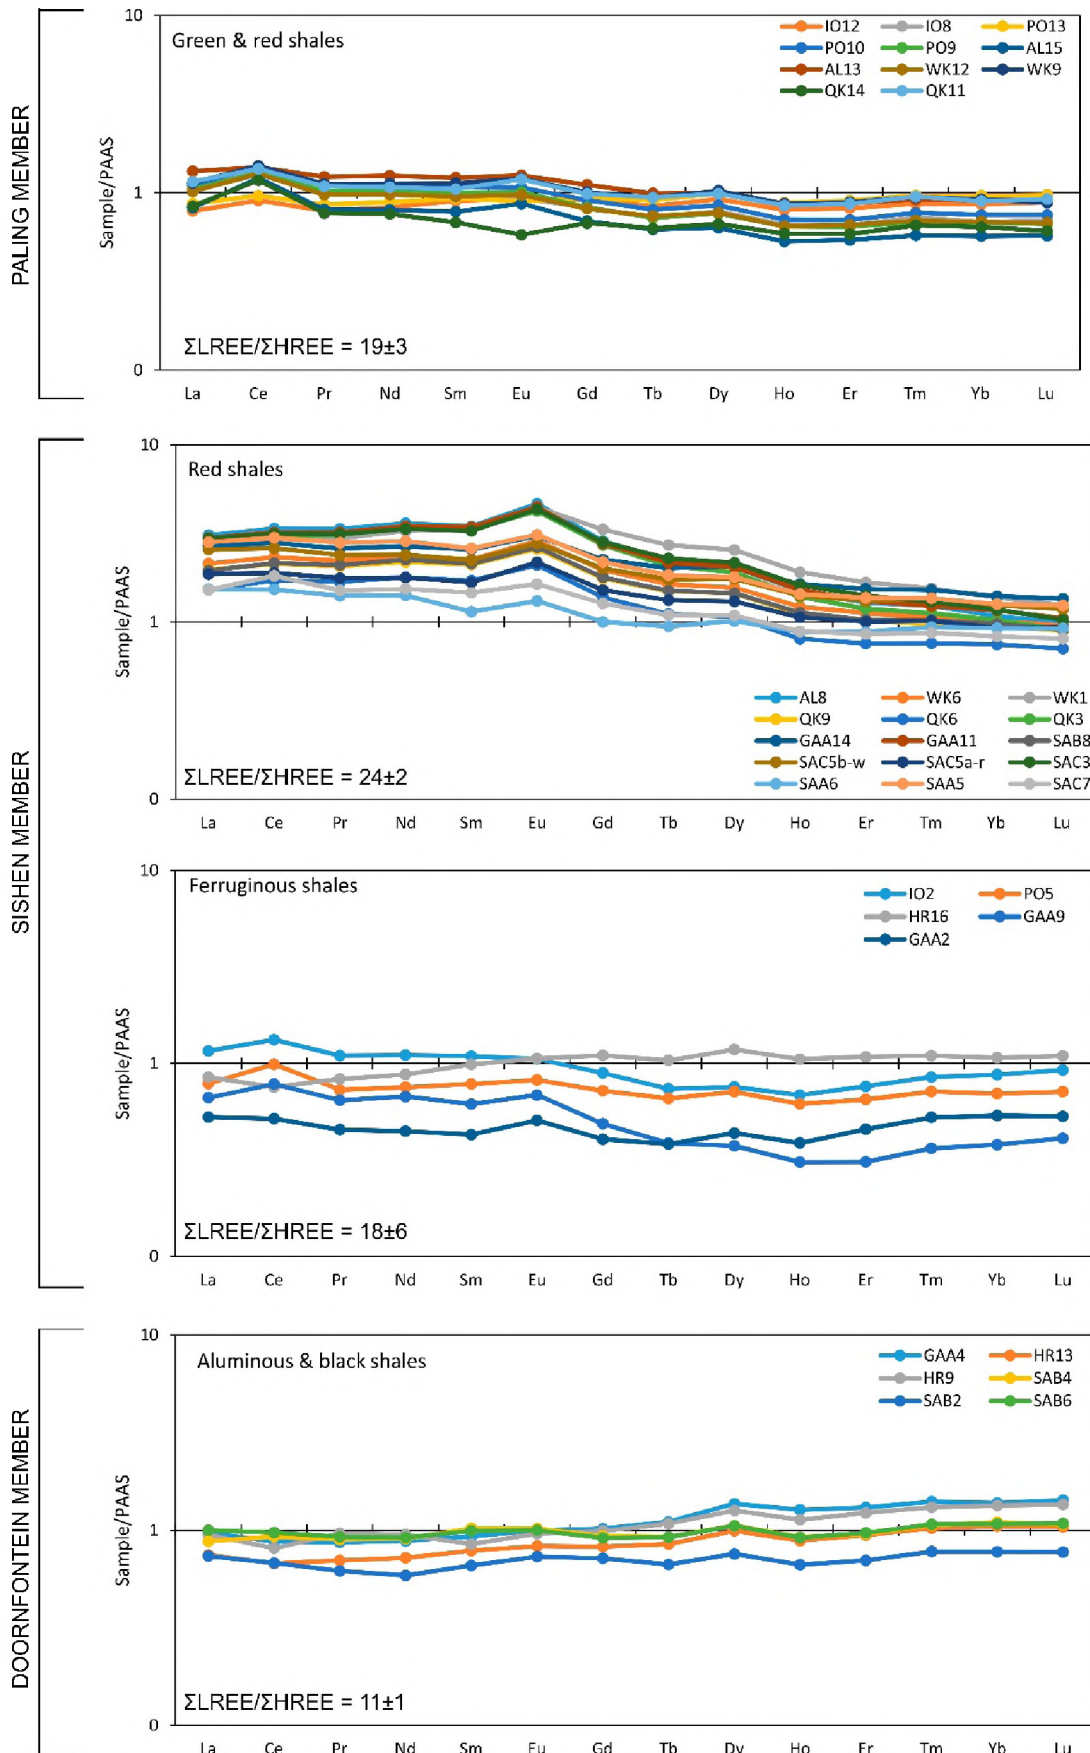 PALING MEMBER
Green & red shales
IO12 IO8 PO13
PO10 PO9 AL15
AL13 WK12 WK9
QK14 QK11
10
1
0
Sample/PAAS
ΣLREE/ΣHREE = 19±3
La Ce Pr Nd Sm Eu Gd Tb Dy Ho Er Tm Yb Lu
SISHEN MEMBER
Red shales
10
1
0
Sample/PAAS
AL8 WK6 WK1
QK9 QK6 QK3
GAA14 GAA11 SAB8
SAC5b-w SAC5a-r SAC3
SAA6 SAA5 SAC7
ΣLREE/ΣHREE = 24±2
La Ce Pr Nd Sm Eu Gd Tb Dy Ho Er Tm Yb Lu
Ferruginous shales
IO2 PO5
HR16 GAA9
GAA2
10
1
0
Sample/PAAS
ΣLREE/ΣHREE = 18±6
La Ce Pr Nd Sm Eu Gd Tb Dy Ho Er Tm Yb Lu
DOORNFONTEIN MEMBER
Aluminous & black shales
GAA4 HR13
HR9 SAB4
SAB2 SAB6
10
1
0
Sample/PAAS
ΣLREE/ΣHREE = 11±1
La Ce Pr Nd Sm Eu Gd Tb Dy Ho Er Tm Yb Lu